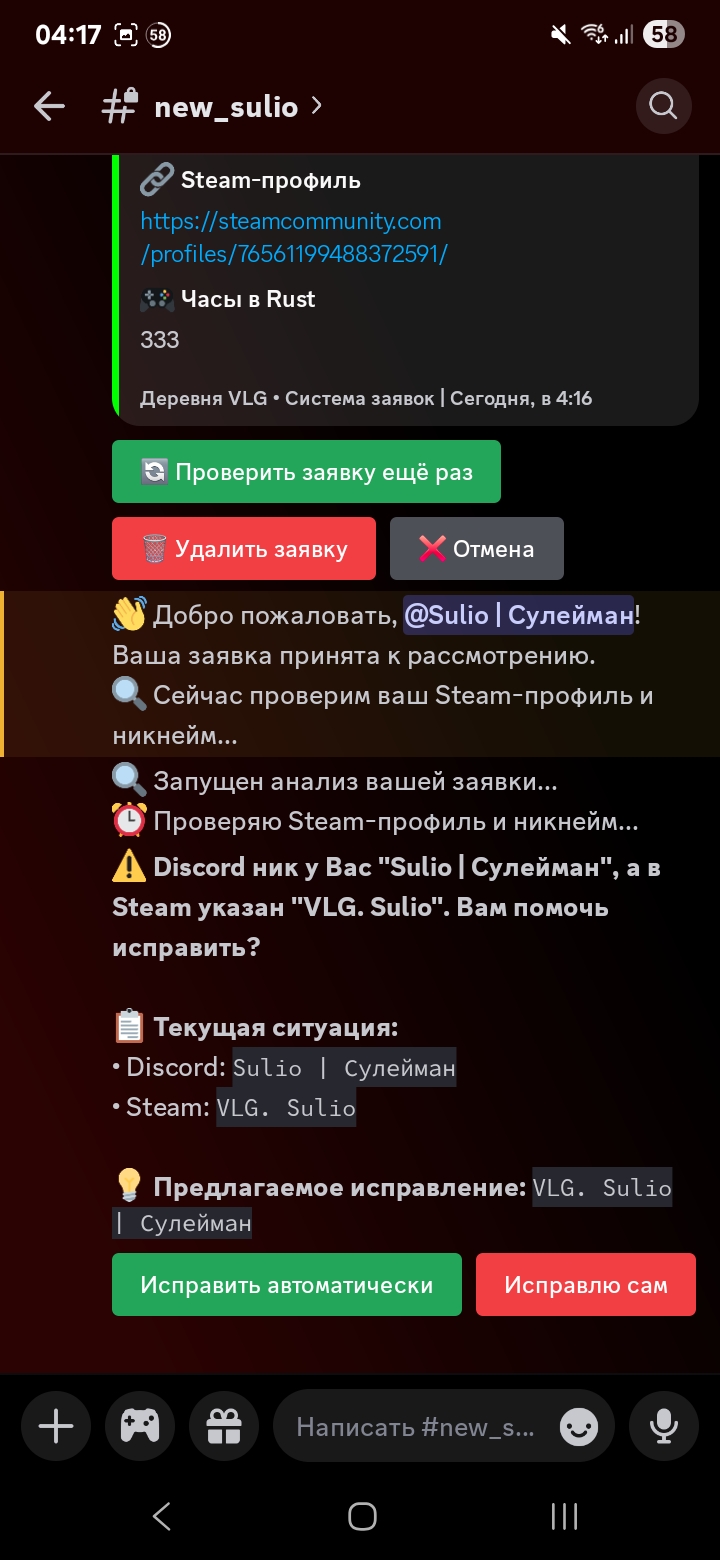 04:17 58 58
new_sulio
Steam-профиль
https://steamcommunity.com
/profiles/76561199488372591/
Часы в Rust
333
Деревня VLG • Система заявок | Сегодня, в 4:16
Проверить заявку ещё раз
Удалить заявку Отмена
Добро пожаловать, @Sulio | Сулейман!
Ваша заявка принята к рассмотрению.
Сейчас проверим ваш Steam-профиль и
никнейм...
Запущен анализ вашей заявки...
Проверяю Steam-профиль и никнейм...
Discord ник у Вас "Sulio | Сулейман", а в
Steam указан "VLG. Sulio". Вам помочь
исправить?
Текущая ситуация:
• Discord: Sulio | Сулейман
• Steam: VLG. Sulio
Предлагаемое исправление: VLG. Sulio
| Сулейман
Исправить автоматически Исправлю сам
Написать #new_s...